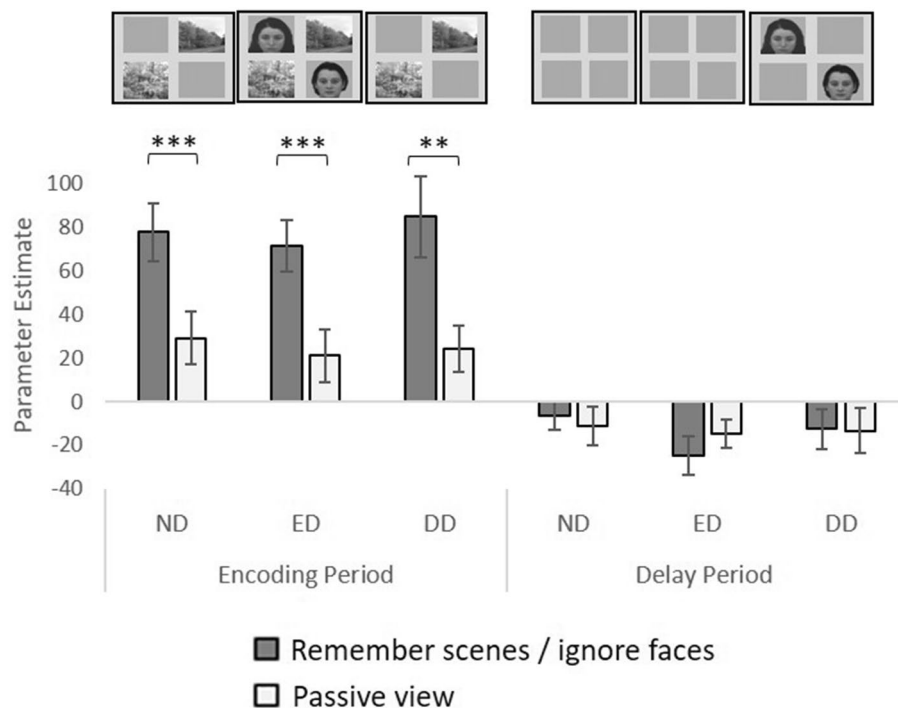 *** *** **
Parameter Estimate
100
80
60
40
20
0
-20
-40
ND ED DD ND ED DD
Encoding Period Delay Period
Remember scenes / ignore faces
Passive view